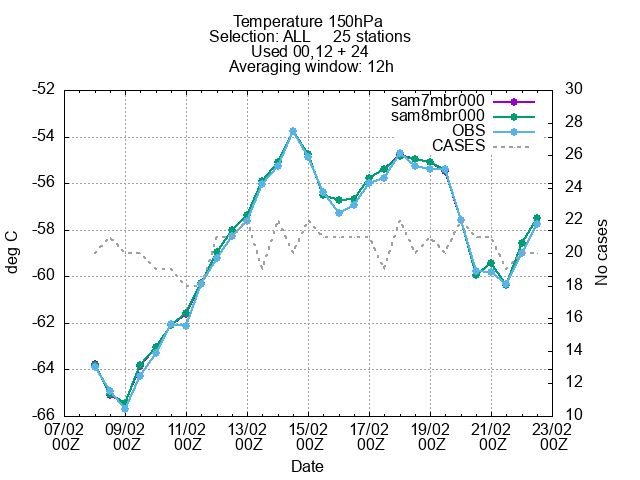 Temperature 150hPa
Selection: ALL 25 stations
Used 00,12 + 24
Averaging window: 12h
-52
-54
-56
-58
-60
-62
-64
-66
deg C
30
28
26
24
22
20
18
16
14
12
10
No cases
sam7mbr000
sam8mbr000
OBS
CASES
07/02 09/02 11/02 13/02 15/02 17/02 19/02 21/02 23/02
00Z 00Z 00Z 00Z 00Z 00Z 00Z 00Z 00Z
Date